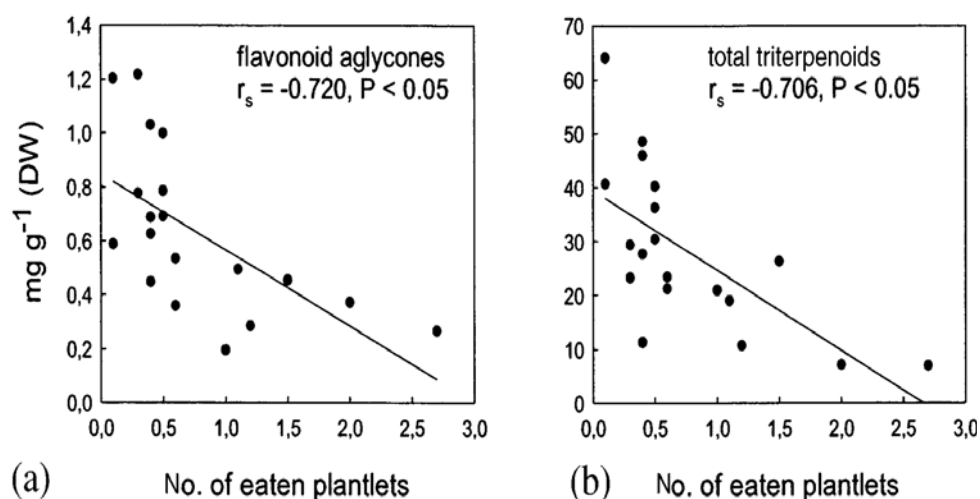 flavonoid aglycones
rs = -0.720, P < 0.05
mg g⁻¹ (DW)
1,4
1,2
1,0
0,8
0,6
0,4
0,2
0,0
0,0 0,5 1,0 1,5 2,0 2,5 3,0
(a) No. of eaten plantlets
total triterpenoids
rs = -0.706, P < 0.05
70
60
50
40
30
20
10
0
0,0 0,5 1,0 1,5 2,0 2,5 3,0
(b) No. of eaten plantlets